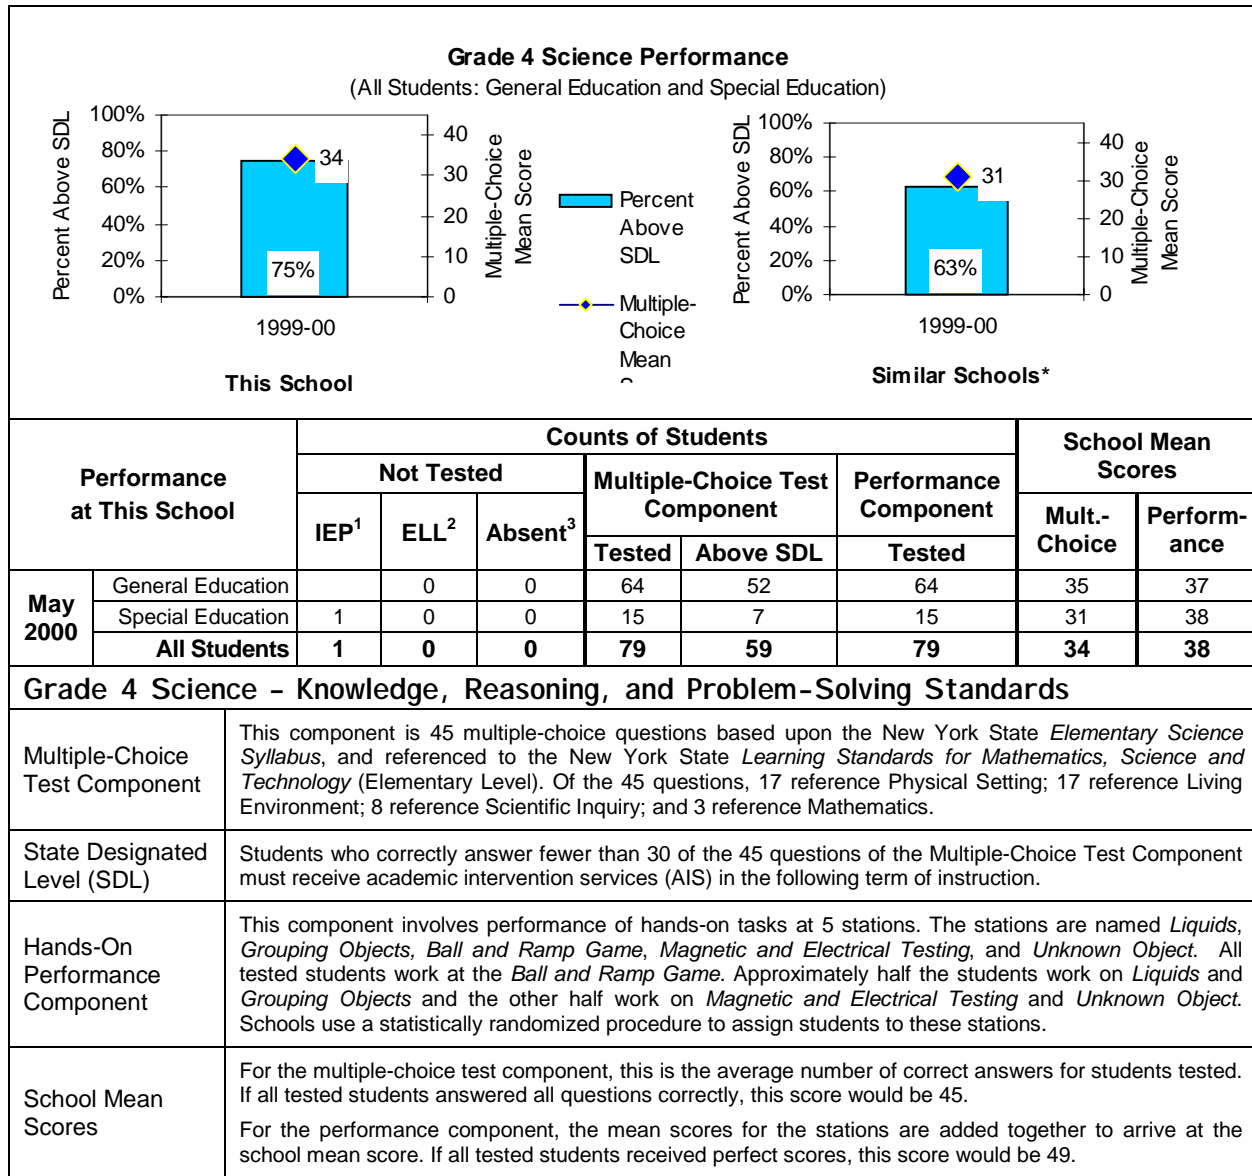 Grade 4 Science Performance
(All Students: General Education and Special Education)
Percent Above SDL
100%
80%
60%
40%
20%
0%
34
75%
1999-00
40
30
20
10
0
Multiple-Choice
Mean Score
This School
Percent
Above
SDL
Multiple-
Choice
Mean
Percent Above SDL
100%
80%
60%
40%
20%
0%
31
63%
1999-00
40
30
20
10
0
Multiple-Choice
Mean Score
Similar Schools*
Performance
at This School
Counts of Students
School Mean
Scores
Not Tested
Multiple-Choice Test
Component
Performance
Component
IEP1 ELL2 Absent3
Tested Above SDL Tested
Mult.-
Choice
Perform-
ance
May
2000
General Education 0 0 64 52 64 35 37
Special Education 1 0 0 15 7 15 31 38
All Students 1 0 0 79 59 79 34 38
Grade 4 Science – Knowledge, Reasoning, and Problem-Solving Standards
Multiple-Choice
Test Component
This component is 45 multiple-choice questions based upon the New York State Elementary Science
Syllabus, and referenced to the New York State Learning Standards for Mathematics, Science and
Technology (Elementary Level). Of the 45 questions, 17 reference Physical Setting; 17 reference Living
Environment; 8 reference Scientific Inquiry; and 3 reference Mathematics.
State Designated
Level (SDL)
Students who correctly answer fewer than 30 of the 45 questions of the Multiple-Choice Test Component
must receive academic intervention services (AIS) in the following term of instruction.
Hands-On
Performance
Component
This component involves performance of hands-on tasks at 5 stations. The stations are named Liquids,
Grouping Objects, Ball and Ramp Game, Magnetic and Electrical Testing, and Unknown Object. All
tested students work at the Ball and Ramp Game. Approximately half the students work on Liquids and
Grouping Objects and the other half work on Magnetic and Electrical Testing and Unknown Object.
Schools use a statistically randomized procedure to assign students to these stations.
School Mean
Scores
For the multiple-choice test component, this is the average number of correct answers for students tested.
If all tested students answered all questions correctly, this score would be 45.
For the performance component, the mean scores for the stations are added together to arrive at the
school mean score. If all tested students received perfect scores, this score would be 49.